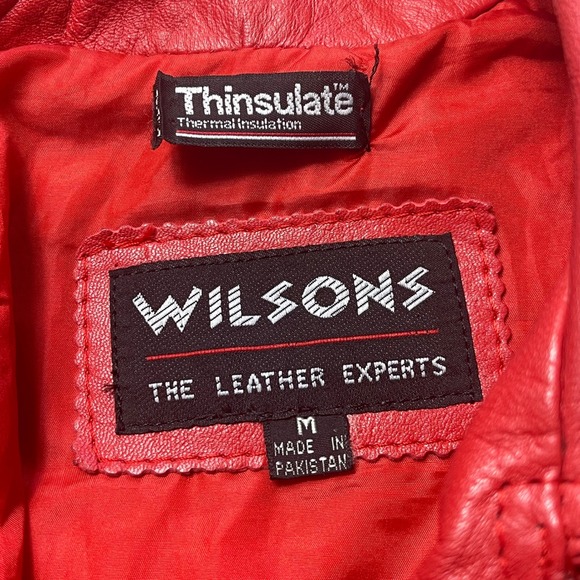 Thinsulate™
Thermal Insulation
WILSONS
THE LEATHER EXPERTS
M
MADE IN
PAKISTAN